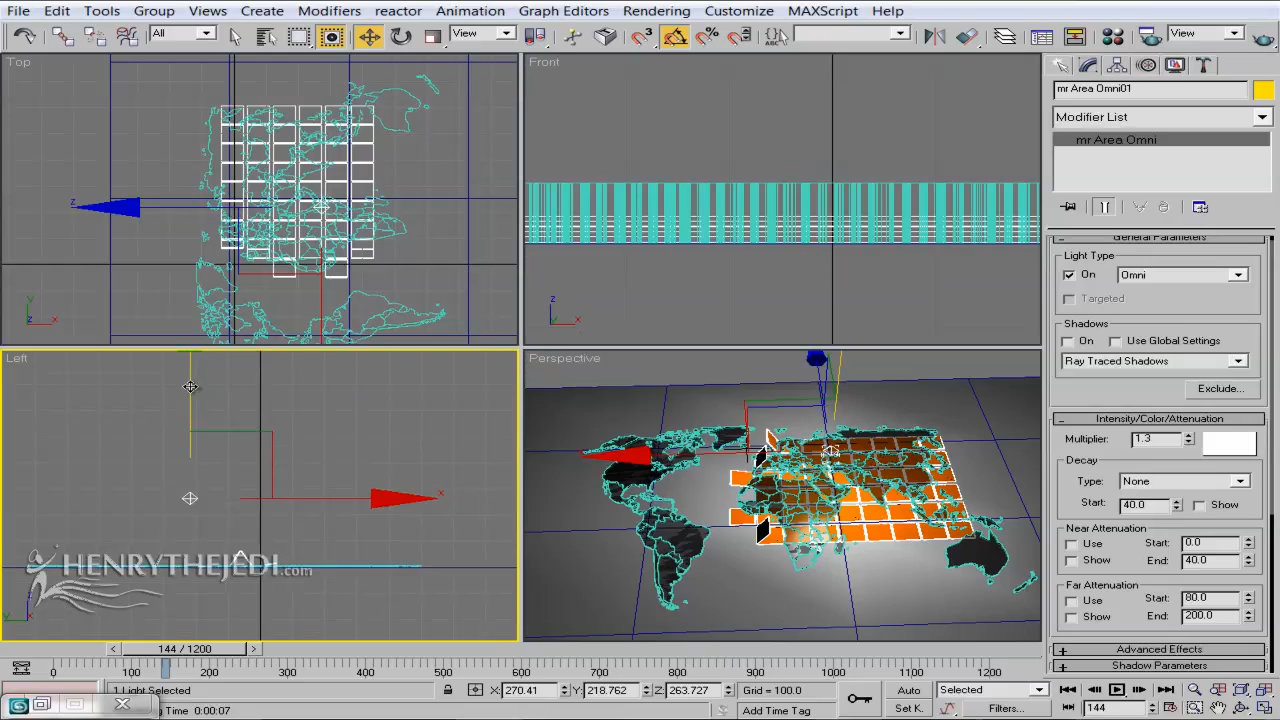 File Edit Tools Group Views Create Modifiers reactor Animation Graph Editors Rendering Customize MAXScript Help
All View 3 % ABC View
Top
Front
mr Area Omni01
Modifier List
mr Area Omni
General Parameters
Light Type
On Omni
Targeted
Shadows
On Use Global Settings
Ray Traced Shadows
Exclude...
Intensity/Color/Attenuation
Multiplier: 1.3
Decay
Type: None
Start: 40.0 Show
Near Attenuation
Use Start: 0.0
Show End: 40.0
Far Attenuation
Use Start: 80.0
Show End: 200.0
Advanced Effects
Shadow Parameters
z
y
z x
z
x
Left
Perspective
x
HENRYTHEJEDI.com
y x
< 144 / 1200 >
0 100 200 300 400 500 600 700 800 900 1000 1100 1200
1 Light Selected X: 270.41 Y: 218.762 Z: 263.727 Grid = 100.0 Auto Selected
Time 0:00:07 Add Time Tag Set K. Filters... 144